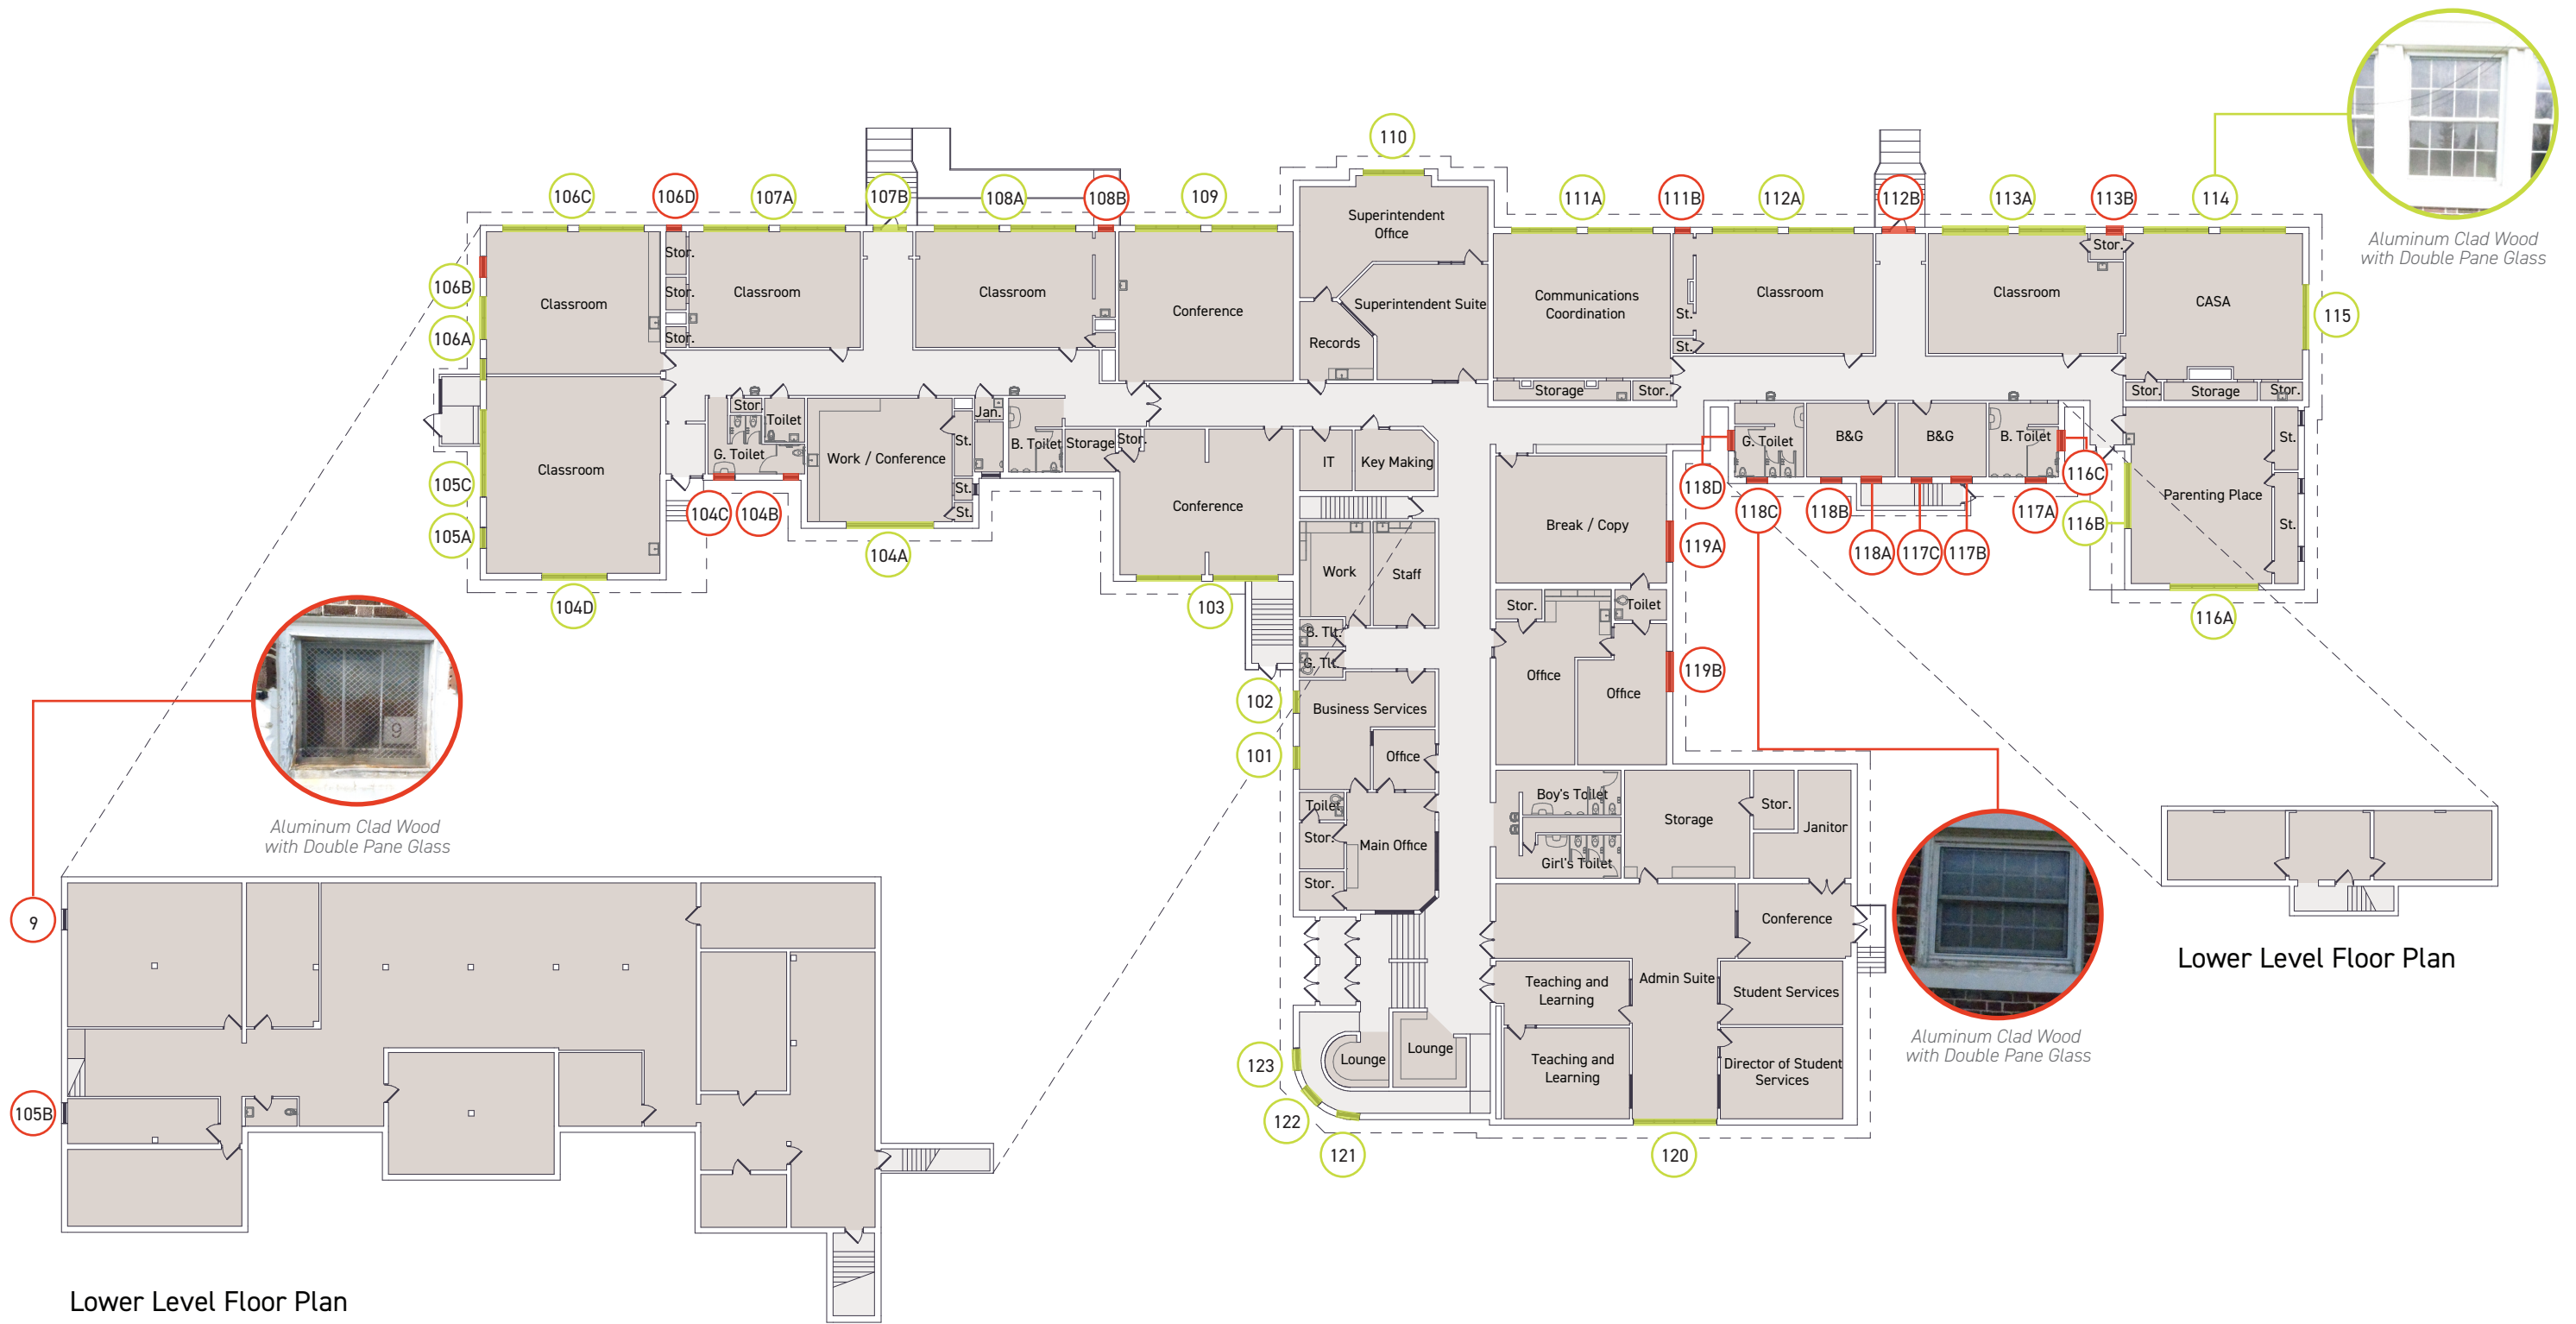 110
106C
106D
107A
107B
108A
108B
109
111A
111B
112A
112B
113A
113B
114
Aluminum Clad Wood
with Double Pane Glass
106B
106A
105C
105A
104D
104C
104B
104A
103
102
101
115
116A
116B
116C
117A
117B
117C
118A
118B
118C
118D
119A
119B
120
121
122
123
Classroom
Classroom
Stor.
Stor.
Stor.
Classroom
Classroom
Conference
Superintendent
Office
Superintendent Suite
Records
Communications
Coordination
Storage
Stor.
St.
St.
Classroom
Classroom
Stor.
CASA
Stor.
Storage
Stor.
Stor.
Toilet
G. Toilet
Work / Conference
St.
St.
St.
Jan.
B. Toilet
Storage
Stor.
Conference
IT
Key Making
Work
Staff
B. Tlt.
G. Tlt.
Business Services
Office
Toilet
Stor.
Stor.
Main Office
Break / Copy
Stor.
Toilet
Office
Office
G. Toilet
B&G
B&G
B. Toilet
Parenting Place
St.
St.
Boy's Toilet
Girl's Toilet
Storage
Stor.
Janitor
Conference
Admin Suite
Teaching and
Learning
Teaching and
Learning
Student Services
Director of Student
Services
Lounge
Lounge
9
Aluminum Clad Wood
with Double Pane Glass
9
105B
Lower Level Floor Plan
Aluminum Clad Wood
with Double Pane Glass
Lower Level Floor Plan